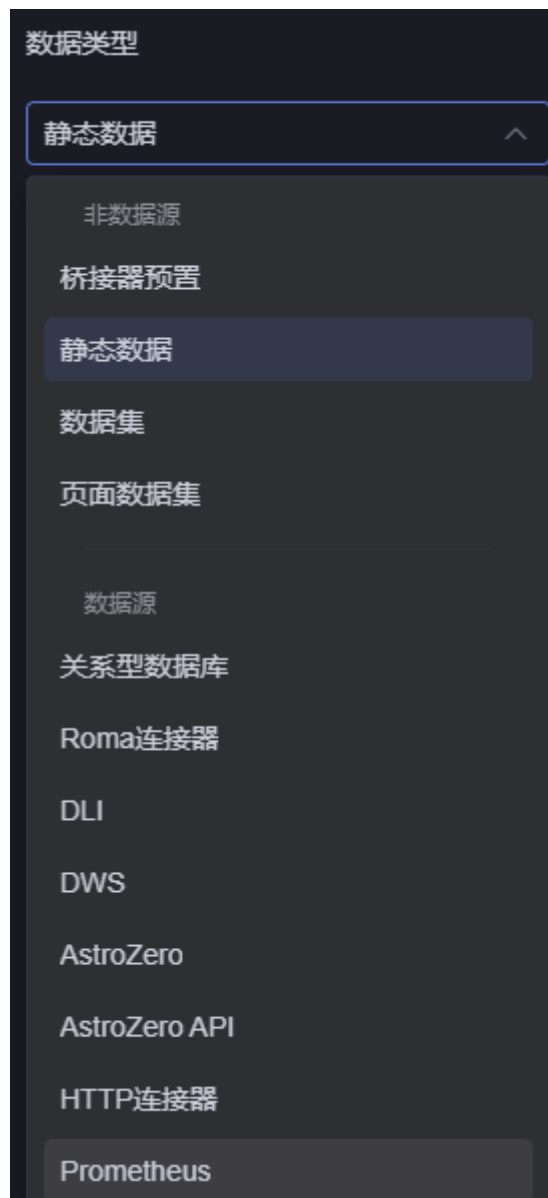 数据类型
静态数据
非数据源
桥接器预置
静态数据
数据集
页面数据集
数据源
关系型数据库
Roma连接器
DLI
DWS
AstroZero
AstroZero API
HTTP连接器
Prometheus